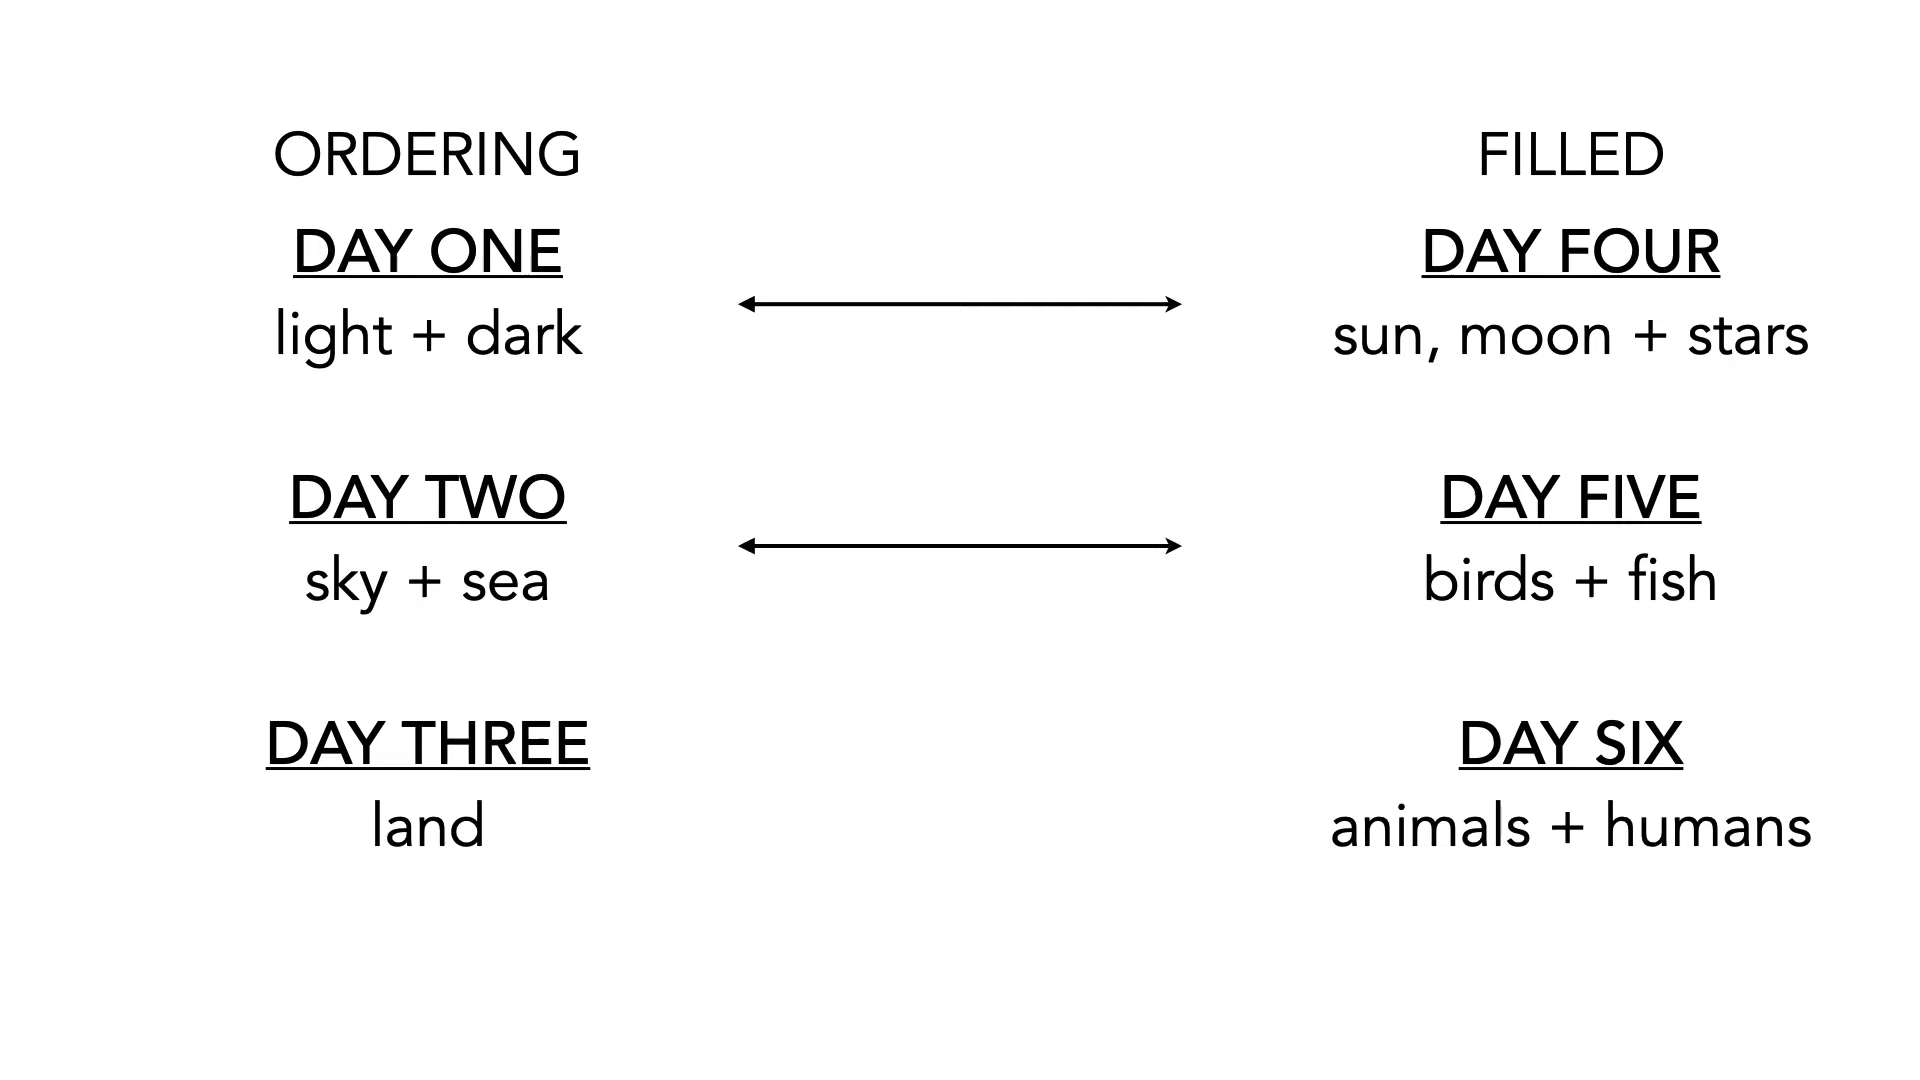 ORDERING
DAY ONE
light + dark
DAY TWO
sky + sea
DAY THREE
land
FILLED
DAY FOUR
sun, moon + stars
DAY FIVE
birds + fish
DAY SIX
animals + humans